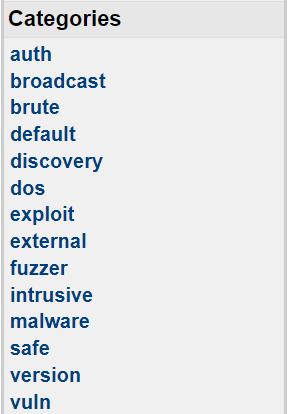 Categories
auth
broadcast
brute
default
discovery
dos
exploit
external
fuzzer
intrusive
malware
safe
version
vuln